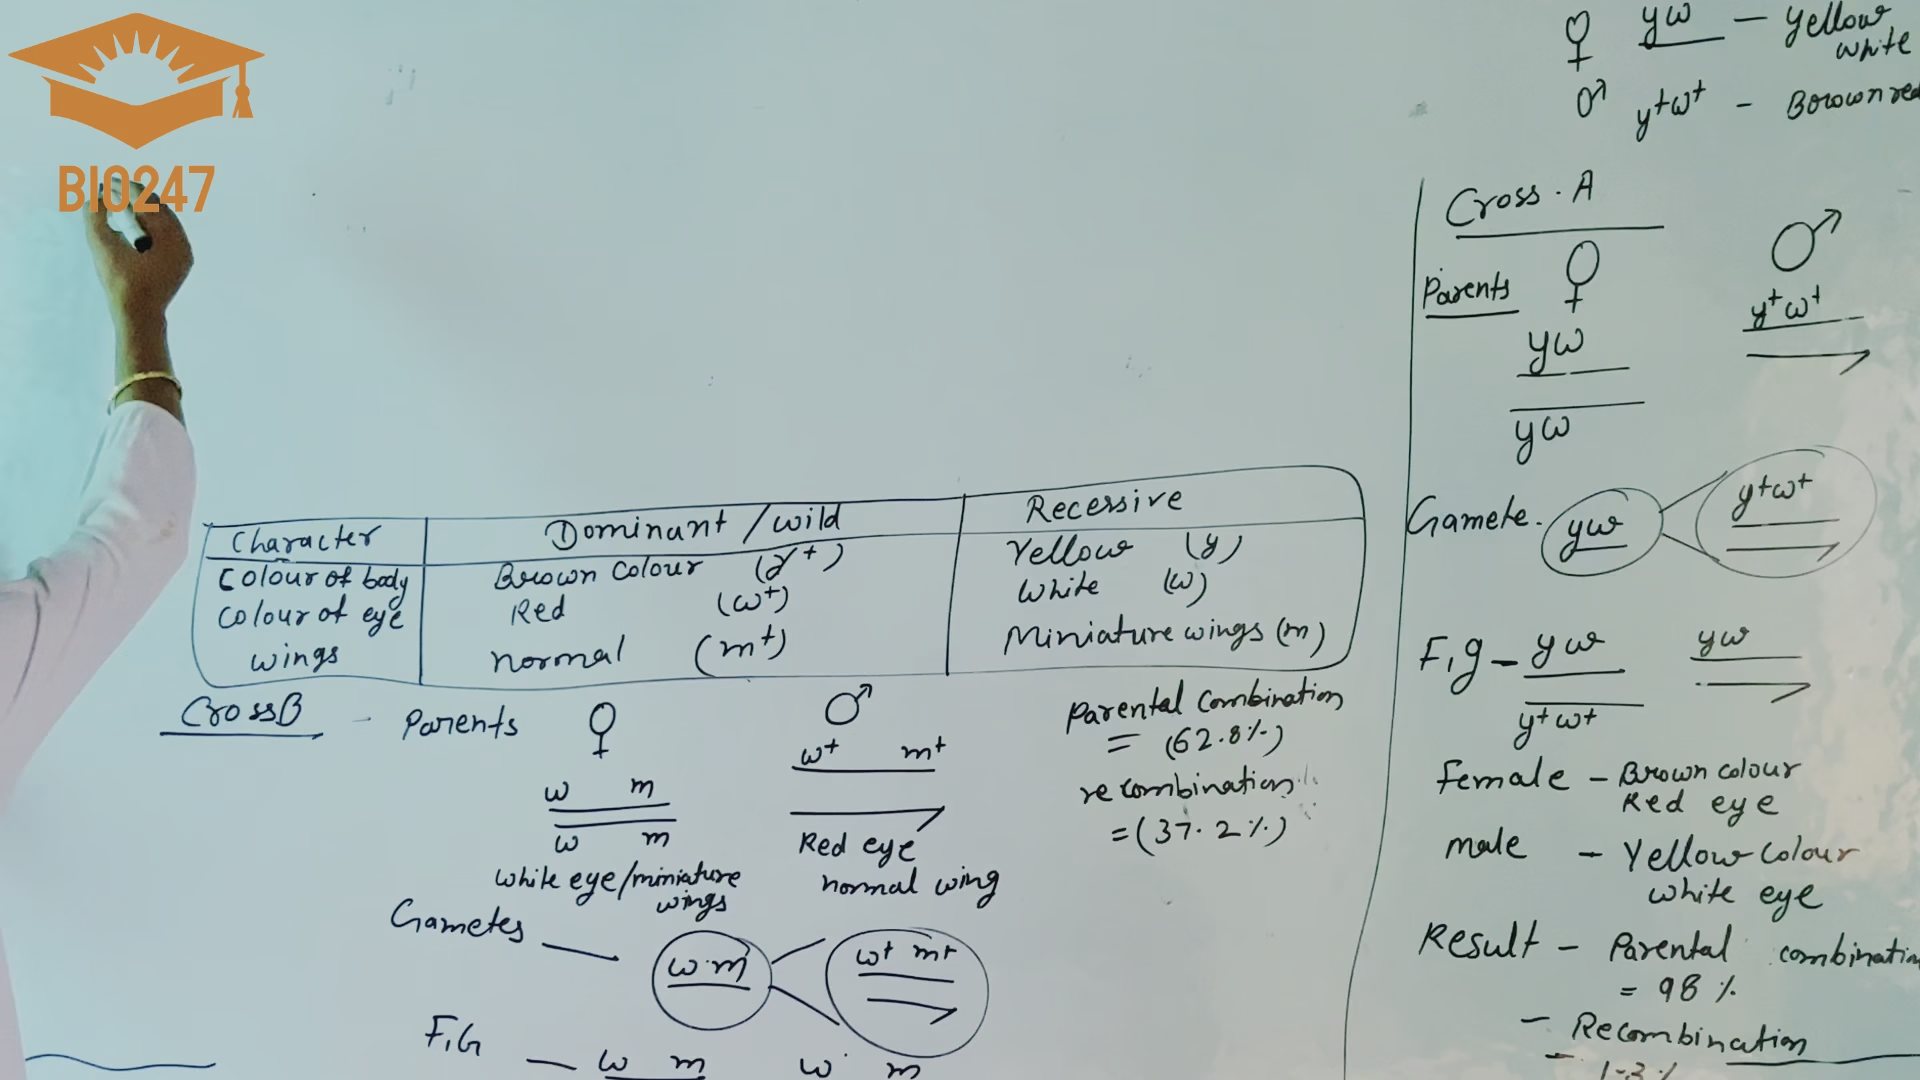 BIO247
♀ yw — Yellow
white
♂ y+w+ - Brown red
Cross. A
Parents ♀ ♂
yw y+w+
yw
Gamete. yw y+w+
F1g - yw yw
y+w+
Female - Brown colour
Red eye
male - Yellow colour
white eye
Result - Parental combination
= 98 %
- Recombination
Character Dominant / wild Recessive
Colour of body Brown colour (y+) Yellow (y)
Colour of eye Red (w+) White (w)
wings normal (m+) Miniature wings (m)
Cross B - Parents ♀ ♂
w m w+ m+
w m
white eye/miniature
wings
Red eye
normal wing
Parental Combination
= (62.8%)
recombination
= (37.2%)
Gametes — w.m w+ m+
F1G — w m w m